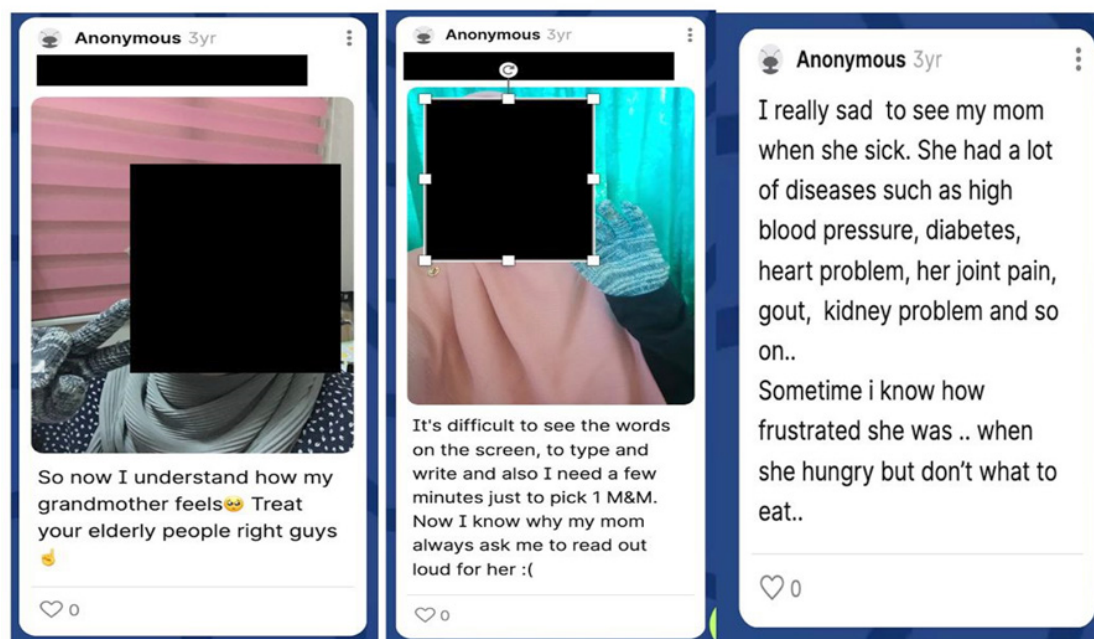 Anonymous 3yr
So now I understand how my
grandmother feels🥺 Treat
your elderly people right guys
☝
0
Anonymous 3yr
It's difficult to see the words
on the screen, to type and
write and also I need a few
minutes just to pick 1 M&M.
Now I know why my mom
always ask me to read out
loud for her :(
0
Anonymous 3yr
I really sad to see my mom
when she sick. She had a lot
of diseases such as high
blood pressure, diabetes,
heart problem, her joint pain,
gout, kidney problem and so
on..
Sometime i know how
frustrated she was .. when
she hungry but don't what to
eat..
0